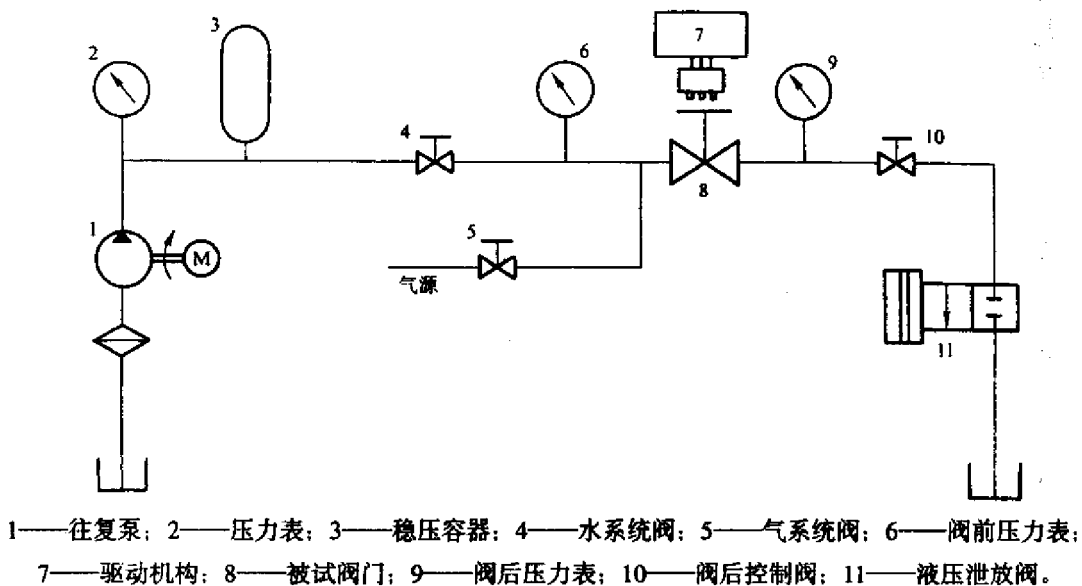 3
7
2
6
9
4
10
8
1
M
5
气源
11
1——往复泵；2——压力表；3——稳压容器；4——水系统阀；5——气系统阀；6——阀前压力表；
7——驱动机构；8——被试阀门；9——阀后压力表；10——阀后控制阀；11——液压泄放阀。